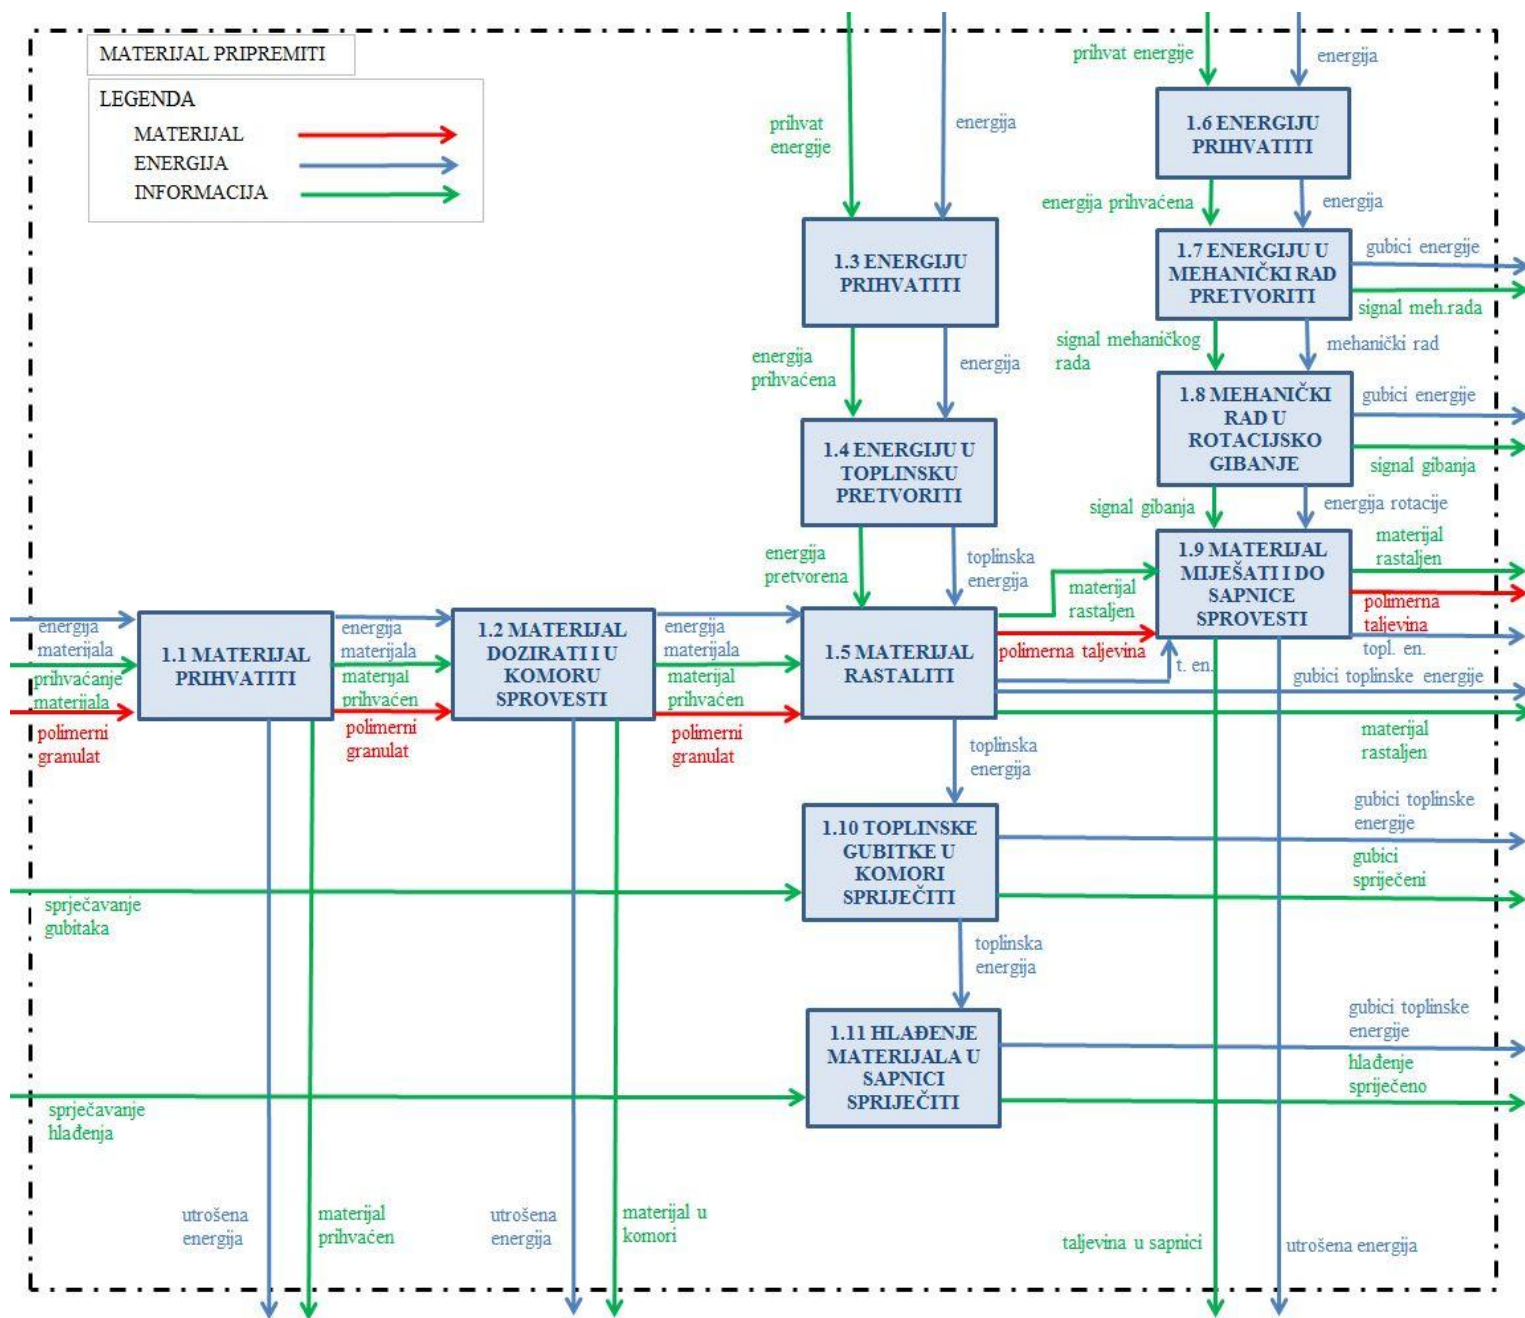 MATERIJAL PRIPREMITI
LEGENDA
MATERIJAL
ENERGIJA
INFORMACIJA
prihvat
energije
energija
prihvat energije
energija
1.6 ENERGIJU
PRIHVATITI
energija prihvaćena
energija
1.3 ENERGIJU
PRIHVATITI
1.7 ENERGIJU U
MEHANIČKI RAD
PRETVORITI
gubici energije
signal meh.rada
signal mehaničkog
rada
mehanički rad
energija
prihvaćena
energija
1.8 MEHANIČKI
RAD U
ROTACIJSKO
GIBANJE
gubici energije
signal gibanja
1.4 ENERGIJU U
TOPLINSKU
PRETVORITI
signal gibanja
energija rotacije
energija
pretvorena
toplinska
energija
1.9 MATERIJAL
MIJEŠATI I DO
SAPNICE
SPROVESTI
materijal
rastaljen
polimerna
taljevina
topl. en.
materijal
rastaljen
polimerna taljevina
t. en.
gubici toplinske energije
materijal
rastaljen
energija
materijala
prihvaćanje
materijala
polimerni
granulat
1.1 MATERIJAL
PRIHVATITI
energija
materijala
materijal
prihvaćen
polimerni
granulat
1.2 MATERIJAL
DOZIRATI I U
KOMORU
SPROVESTI
energija
materijala
materijal
prihvaćen
polimerni
granulat
1.5 MATERIJAL
RASTALITI
toplinska
energija
1.10 TOPLINSKE
GUBITKE U
KOMORI
SPRIJEČITI
gubici toplinske
energije
gubici
spriječeni
sprječavanje
gubitaka
toplinska
energija
1.11 HLAĐENJE
MATERIJALA U
SAPNICI
SPRIJEČITI
gubici toplinske
energije
hlađenje
spriječeno
sprječavanje
hlađenja
utrošena
energija
materijal
prihvaćen
utrošena
energija
materijal u
komori
taljevina u sapnici
utrošena energija